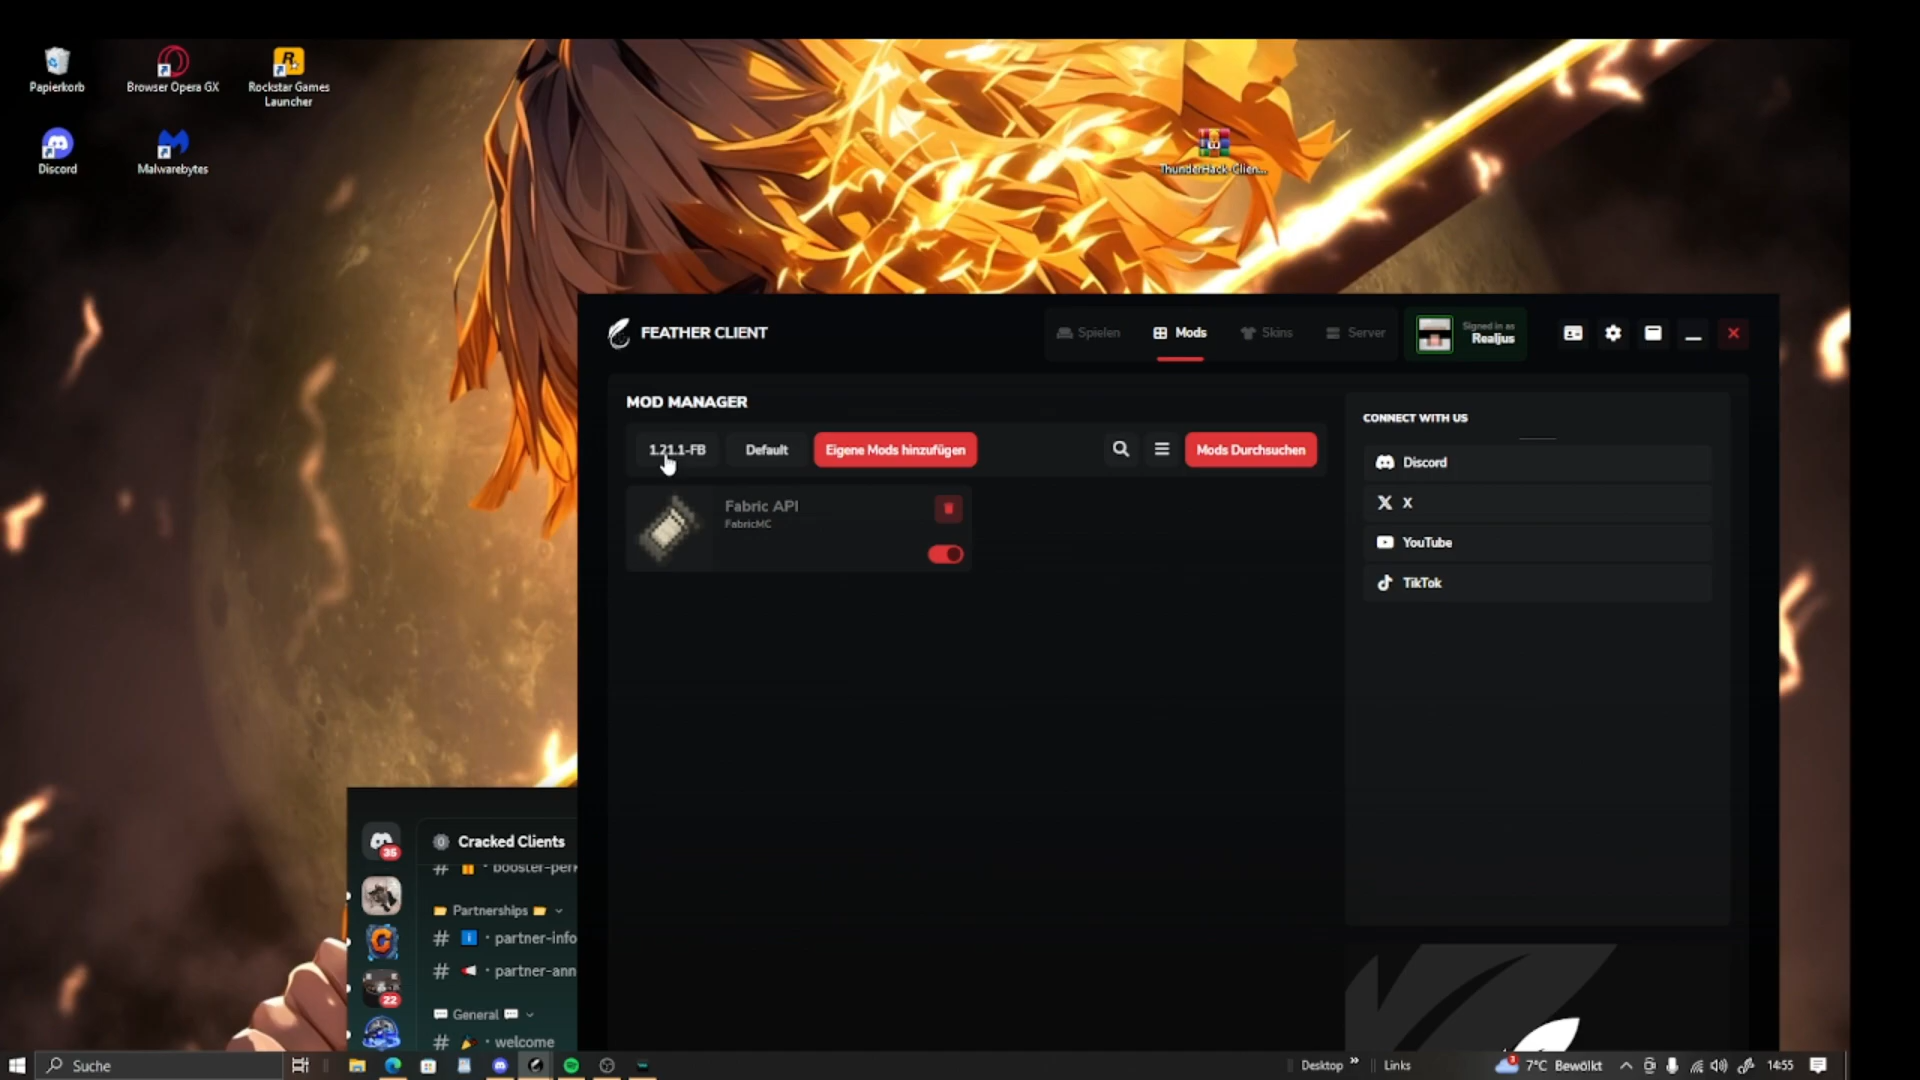 Papierkorb
Browser Opera GX
Rockstar Games
Launcher
Discord
Malwarebytes
ThunderHack-Clien...
FEATHER CLIENT
Spielen
Mods
Skins
Server
Signed in as
Realjus
MOD MANAGER
1.21.1-FB
Default
Eigene Mods hinzufügen
Mods Durchsuchen
Fabric API
FabricMC
CONNECT WITH US
Discord
X
YouTube
TikTok
35
Cracked Clients
# · booster-perk
Partnerships
# · partner-info
# · partner-ann
22
General
# · welcome
Suche
Desktop
Links
3
7°C Bewölkt
14:55